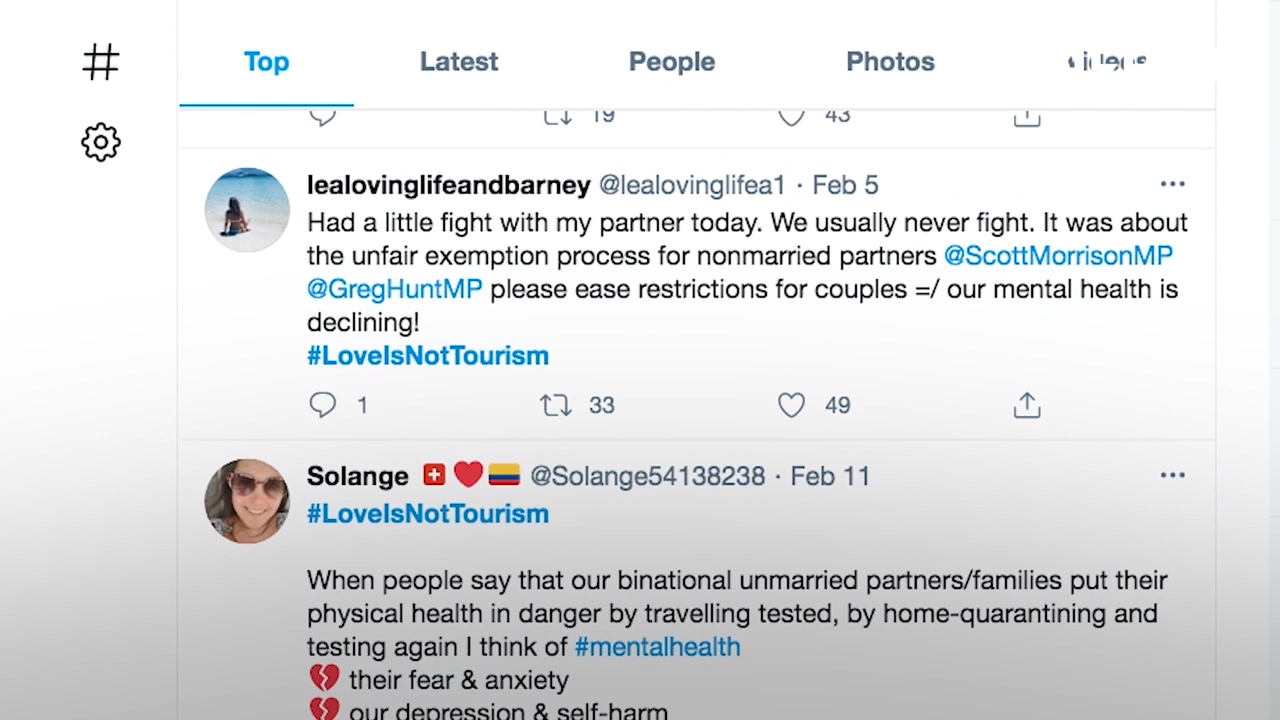 #
Top Latest People Photos
19 43
lealovinglifeandbarney @lealovinglifea1 · Feb 5 ...
Had a little fight with my partner today. We usually never fight. It was about
the unfair exemption process for nonmarried partners @ScottMorrisonMP
@GregHuntMP please ease restrictions for couples =/ our mental health is
declining!
#LoveIsNotTourism
1 33 49
Solange 🇨🇭❤️🇨🇴 @Solange54138238 · Feb 11 ...
#LoveIsNotTourism
When people say that our binational unmarried partners/families put their
physical health in danger by travelling tested, by home-quarantining and
testing again I think of #mentalhealth
💔 their fear & anxiety
💔 our depression & self-harm